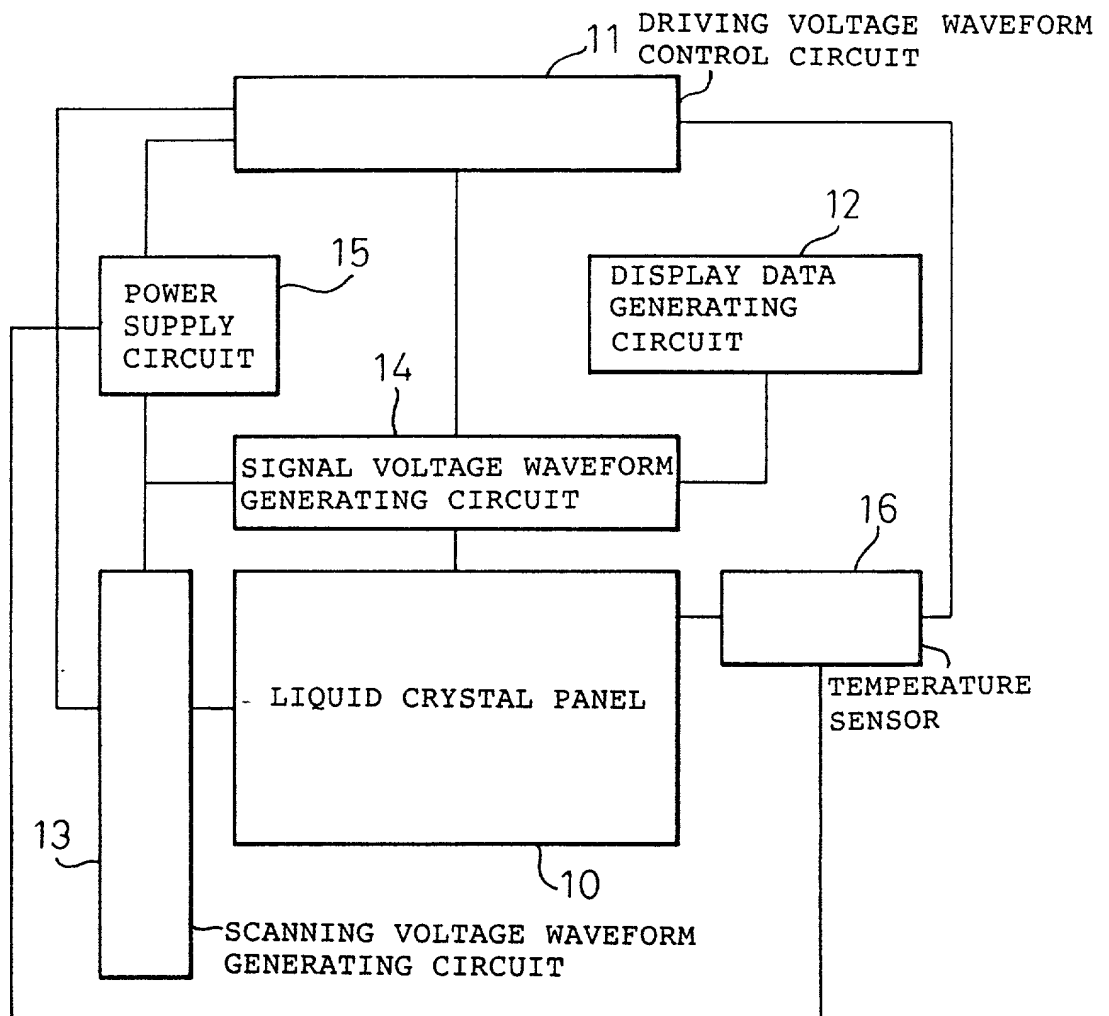 11
DRIVING VOLTAGE WAVEFORM
CONTROL CIRCUIT
12
15
POWER
SUPPLY
CIRCUIT
DISPLAY DATA
GENERATING
CIRCUIT
14
SIGNAL VOLTAGE WAVEFORM
GENERATING CIRCUIT
16
LIQUID CRYSTAL PANEL
TEMPERATURE
SENSOR
13
10
SCANNING VOLTAGE WAVEFORM
GENERATING CIRCUIT